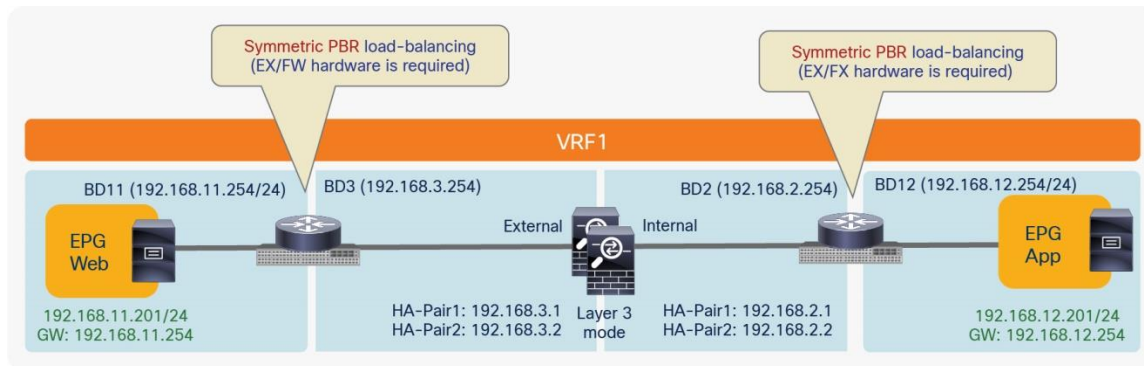 Symmetric PBR load-balancing
(EX/FW hardware is required)
Symmetric PBR load-balancing
(EX/FX hardware is required)
VRF1
BD11 (192.168.11.254/24)
BD3 (192.168.3.254)
BD2 (192.168.2.254)
BD12 (192.168.12.254/24)
EPG
Web
External
Internal
EPG
App
192.168.11.201/24
GW: 192.168.11.254
HA-Pair1: 192.168.3.1
HA-Pair2: 192.168.3.2
Layer 3
mode
HA-Pair1: 192.168.2.1
HA-Pair2: 192.168.2.2
192.168.12.201/24
GW: 192.168.12.254